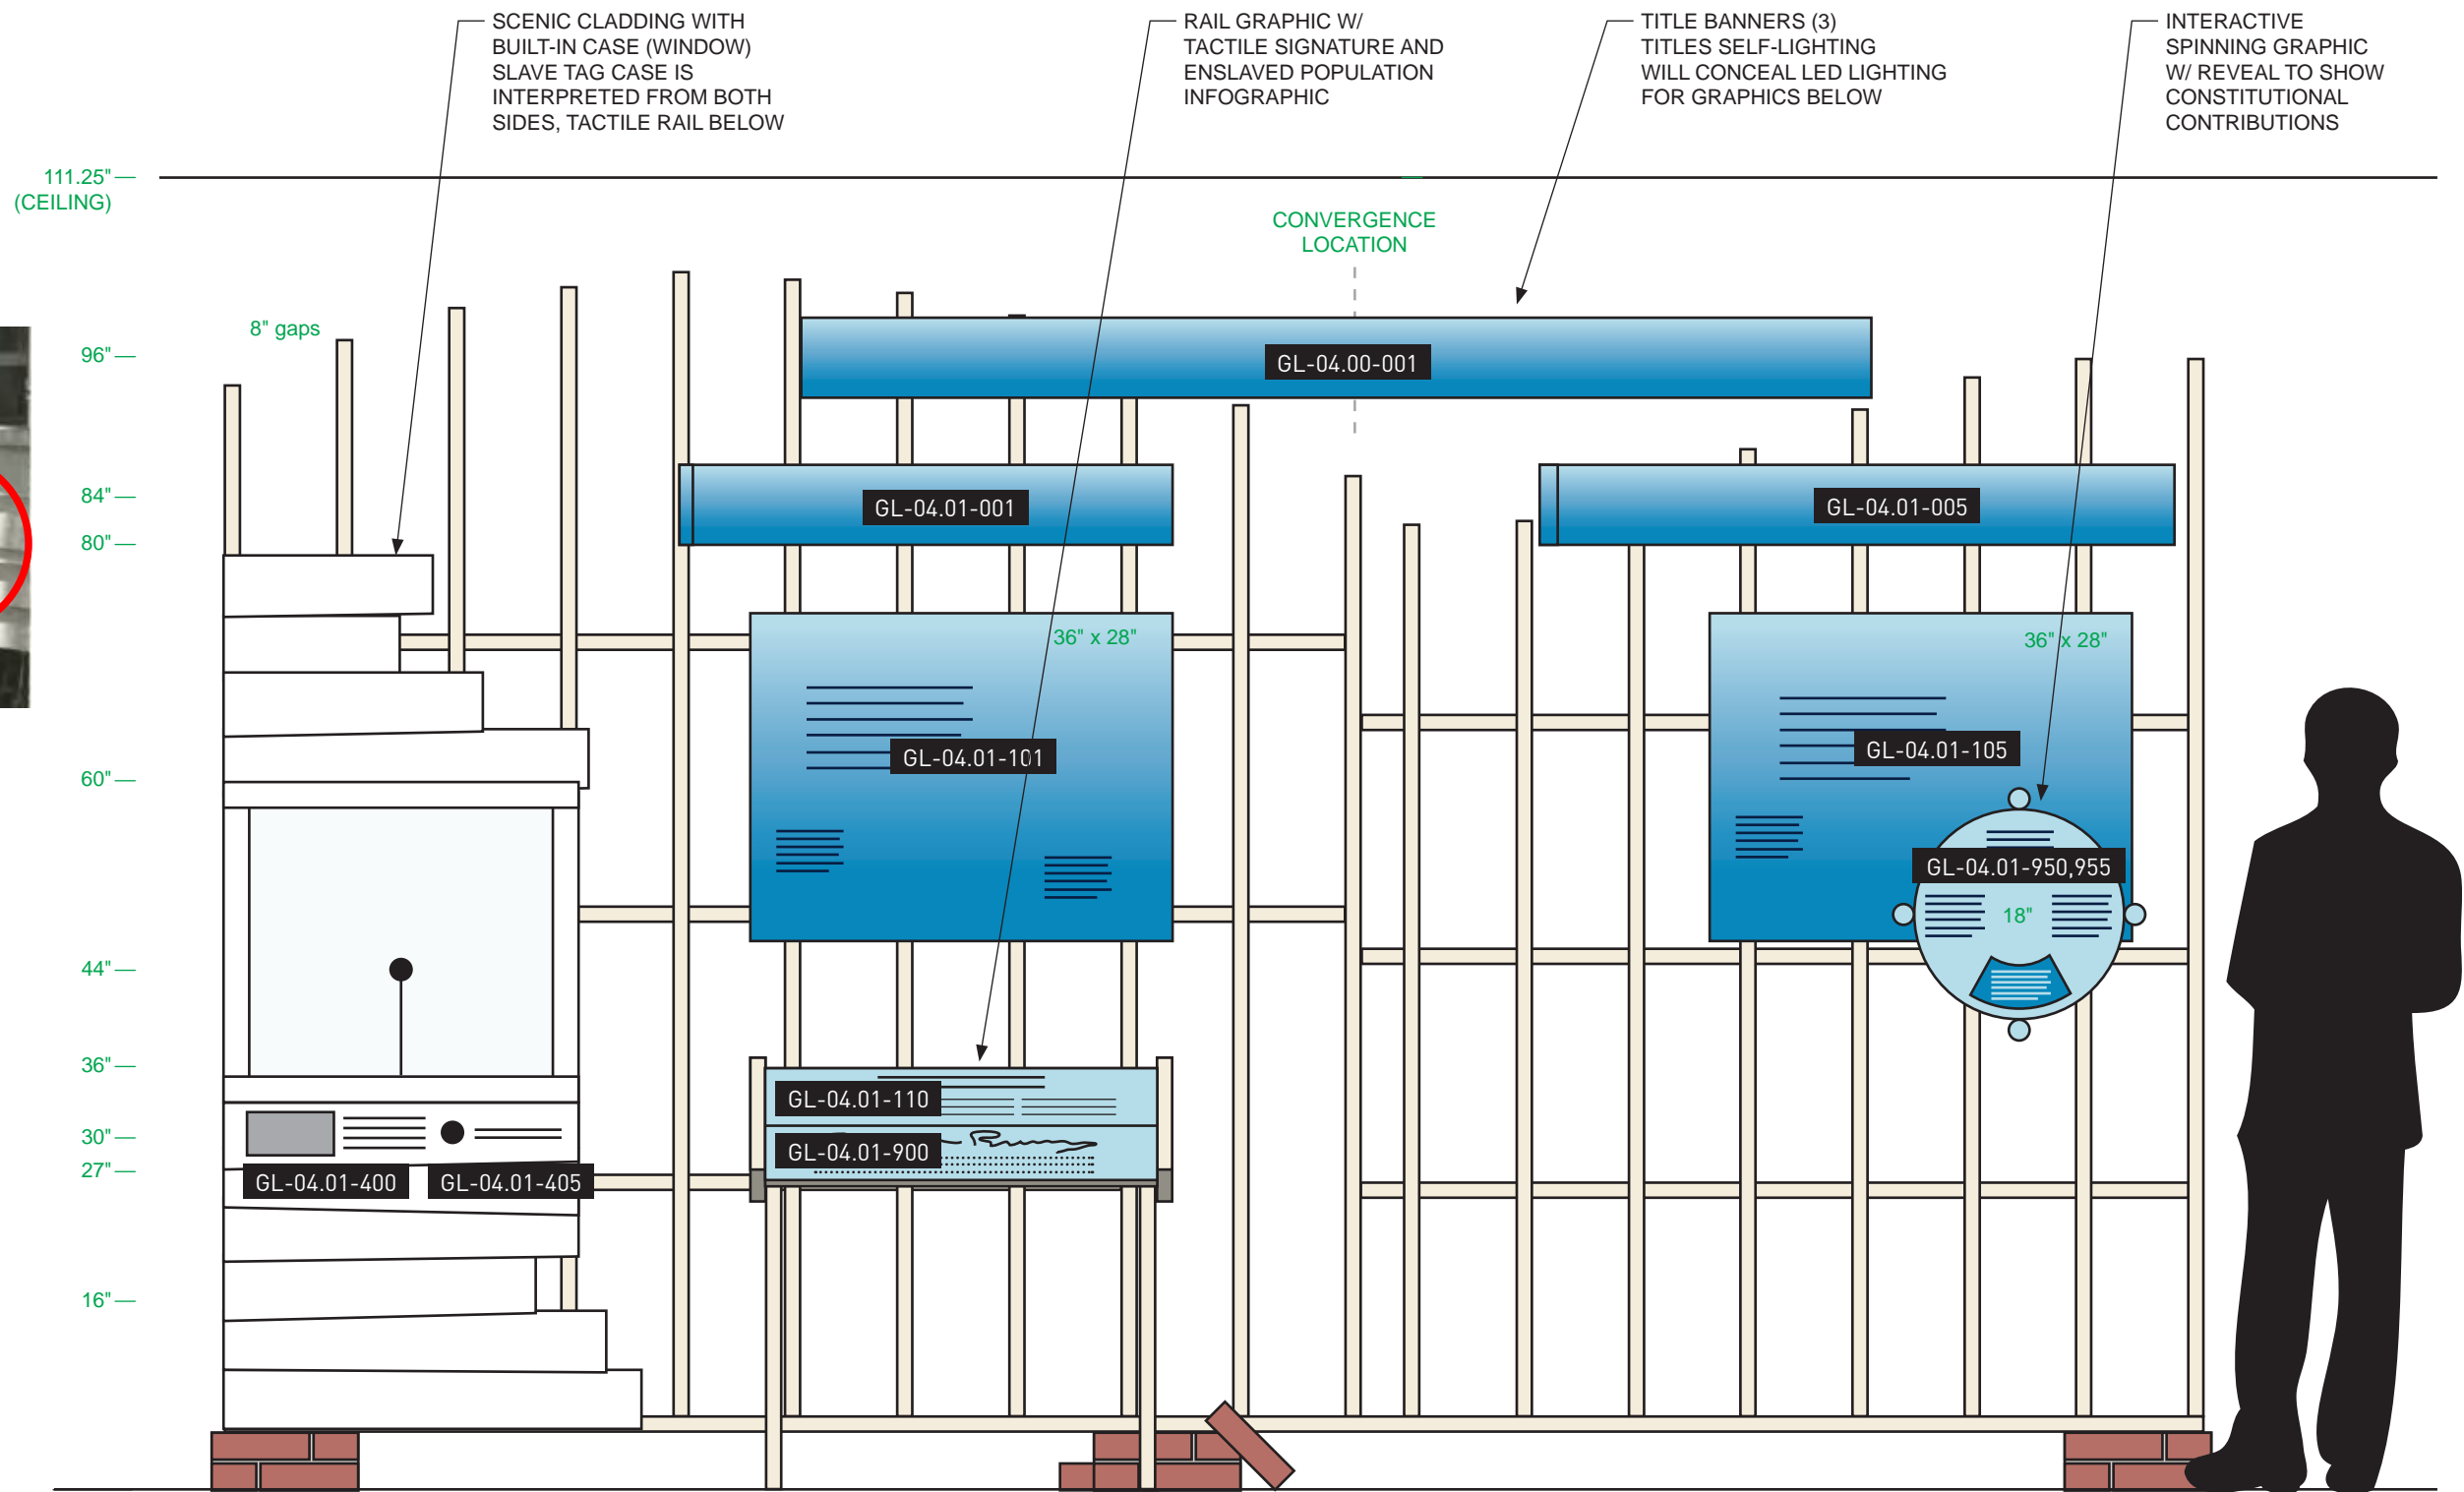 SCENIC CLADDING WITH
BUILT-IN CASE (WINDOW)
SLAVE TAG CASE IS
INTERPRETED FROM BOTH
SIDES, TACTILE RAIL BELOW
RAIL GRAPHIC W/
TACTILE SIGNATURE AND
ENSLAVED POPULATION
INFOGRAPHIC
TITLE BANNERS (3)
TITLES SELF-LIGHTING
WILL CONCEAL LED LIGHTING
FOR GRAPHICS BELOW
INTERACTIVE
SPINNING GRAPHIC
W/ REVEAL TO SHOW
CONSTITUTIONAL
CONTRIBUTIONS
111.25"
(CEILING)
CONVERGENCE
LOCATION
8" gaps
96"
GL-04.00-001
84"
GL-04.01-001
GL-04.01-005
80"
36" x 28"
36" x 28"
60"
GL-04.01-101
GL-04.01-105
GL-04.01-950,955
18"
44"
36"
GL-04.01-110
30"
GL-04.01-900
27"
GL-04.01-400
GL-04.01-405
16"